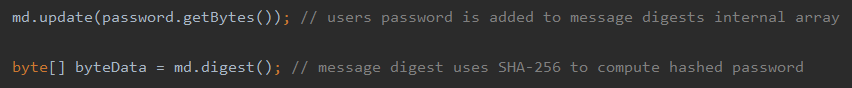 md.update(password.getBytes()); // users password is added to message digests internal array
byte[] byteData = md.digest(); // message digest uses SHA-256 to compute hashed password